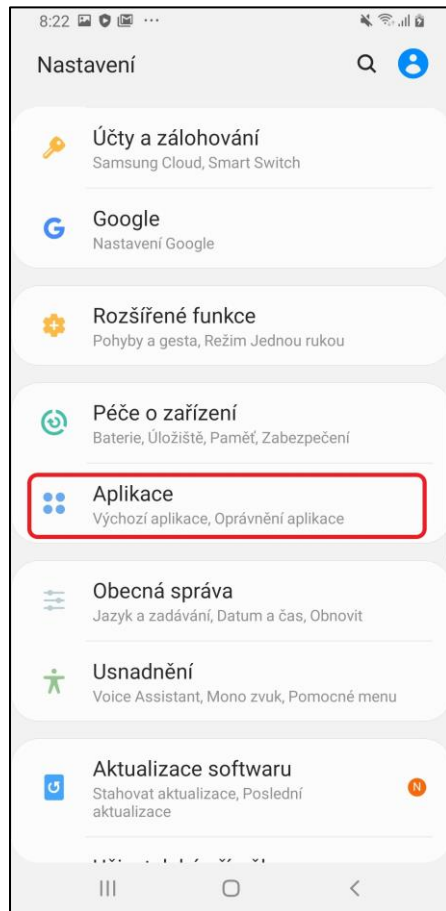 8:22
Nastavení
Účty a zálohování
Samsung Cloud, Smart Switch
Google
Nastavení Google
Rozšířené funkce
Pohyby a gesta, Režim Jednou rukou
Péče o zařízení
Baterie, Úložiště, Paměť, Zabezpečení
Aplikace
Výchozí aplikace, Oprávnění aplikace
Obecná správa
Jazyk a zadávání, Datum a čas, Obnovit
Usnadnění
Voice Assistant, Mono zvuk, Pomocné menu
Aktualizace softwaru
Stahovat aktualizace, Poslední
aktualizace
N